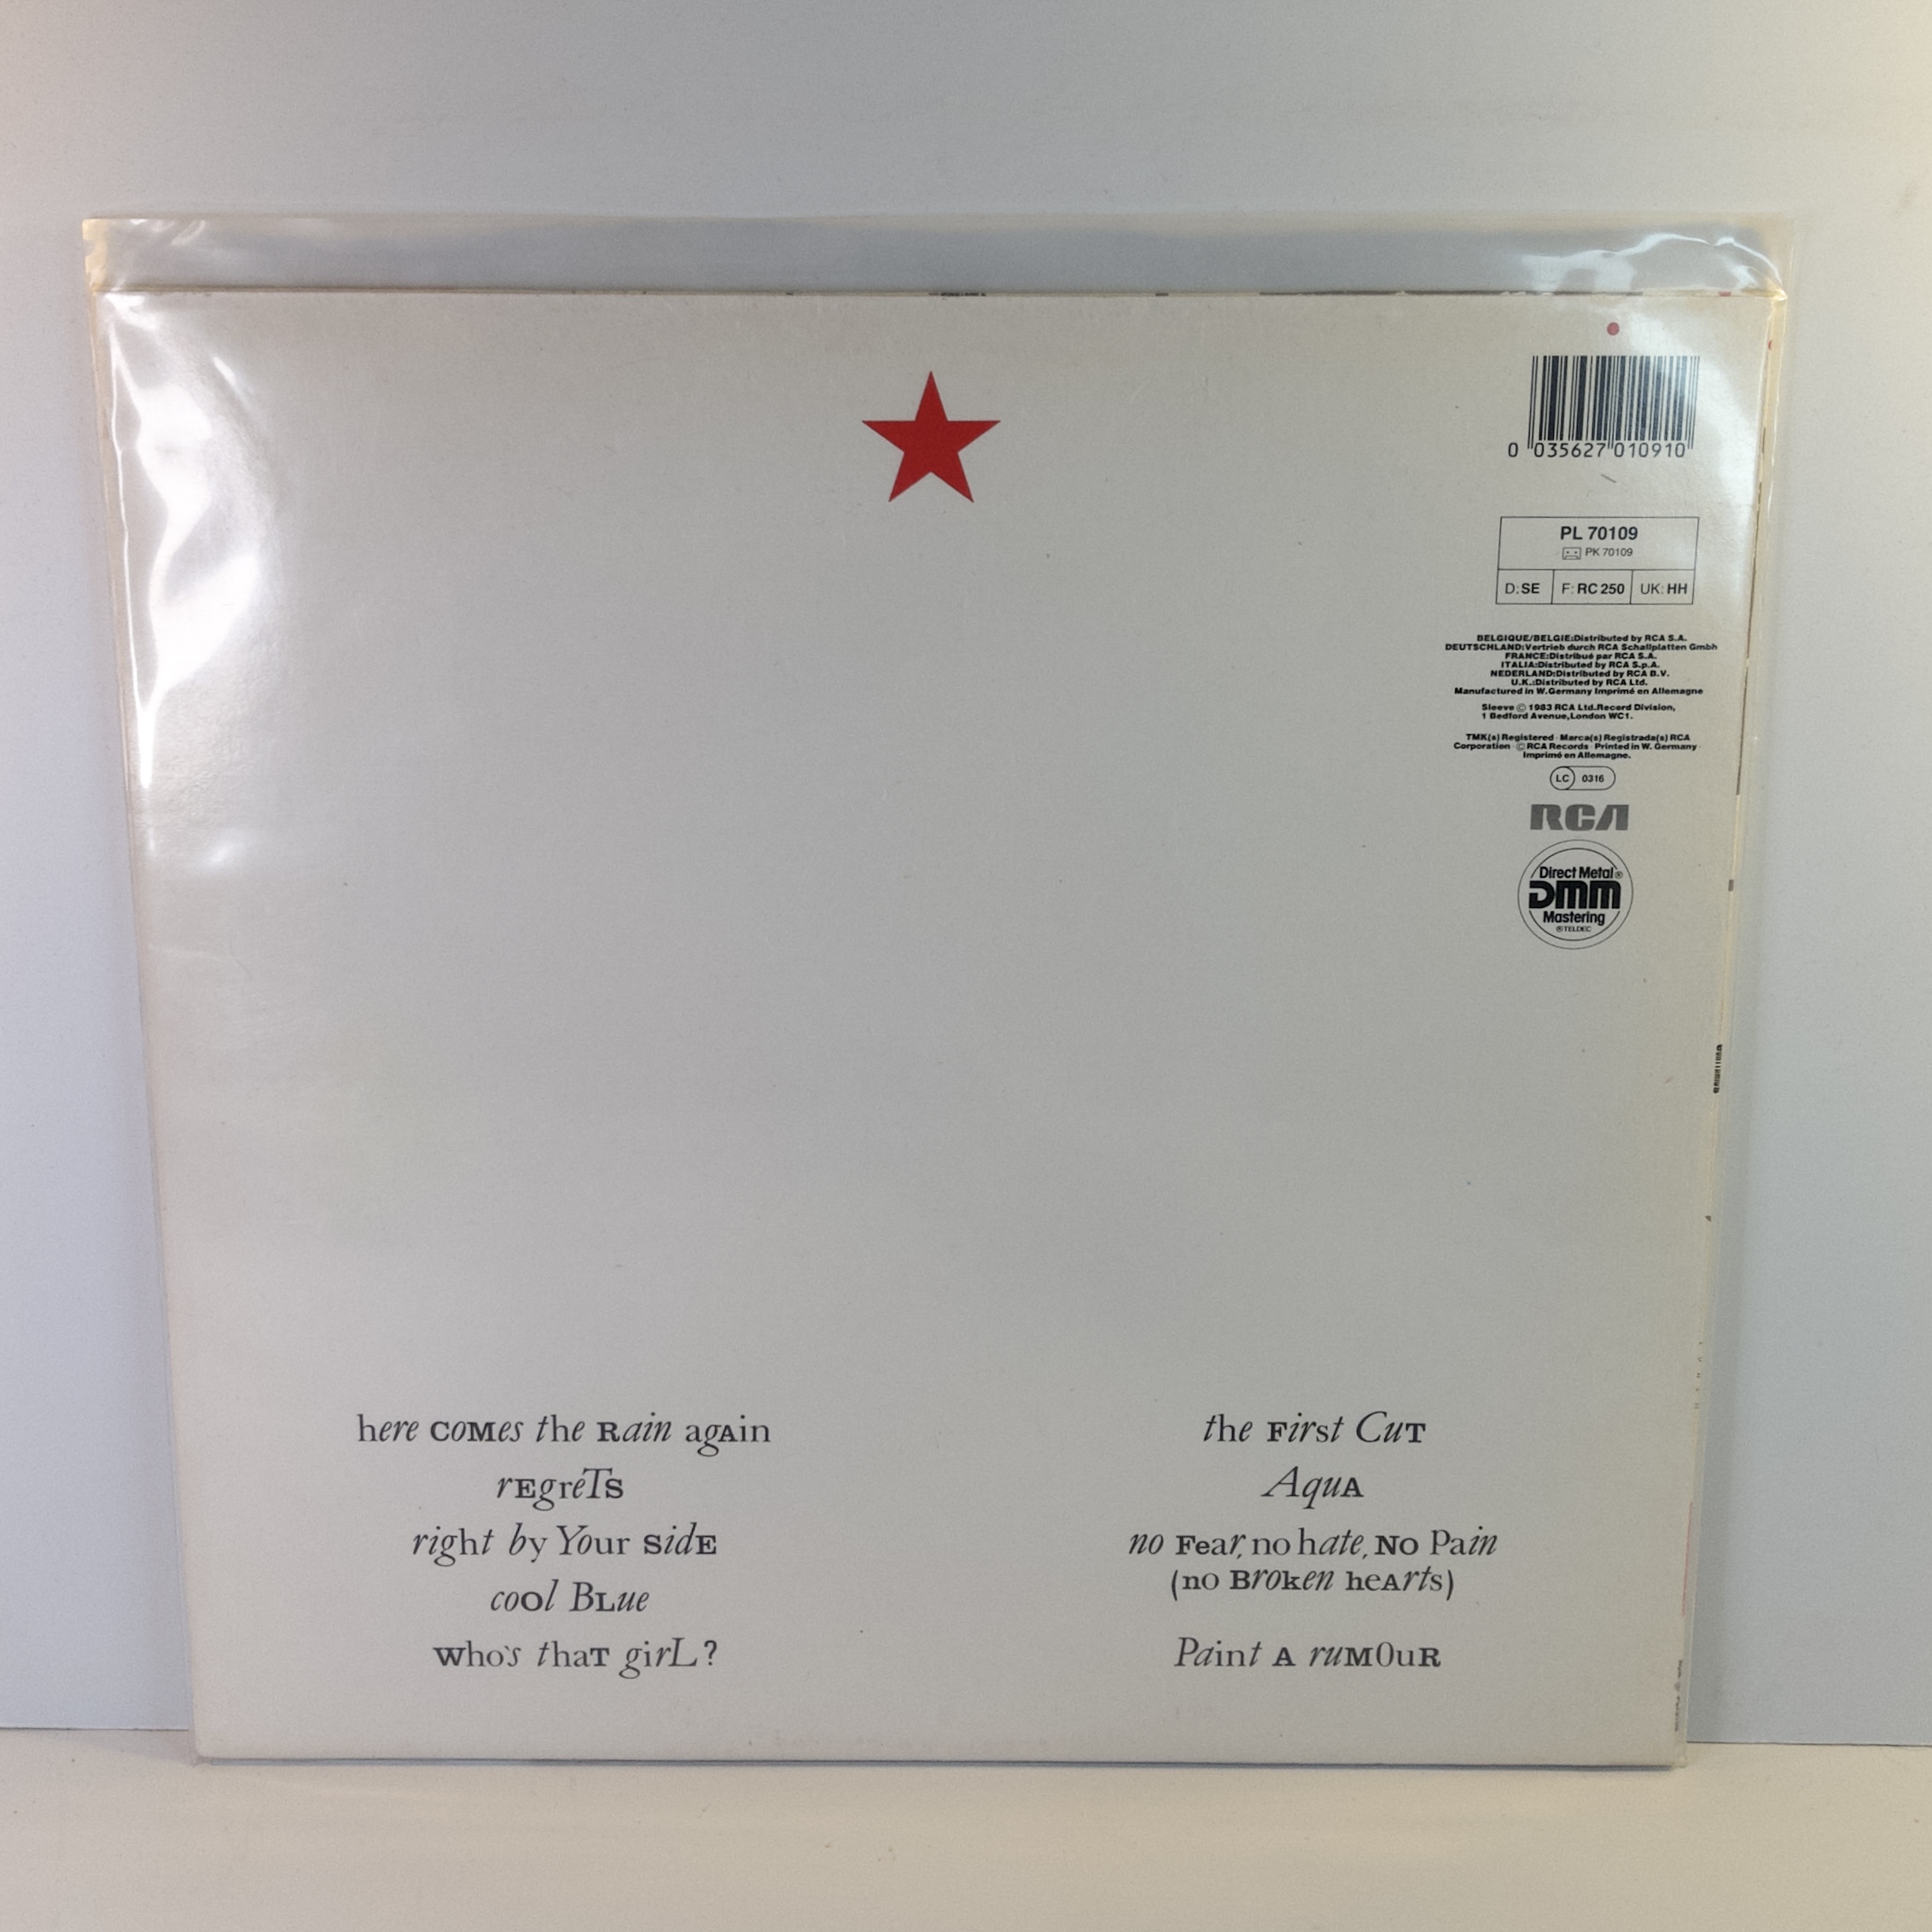 0 035627 010910
PL 70109
PK 70109
D: SE F: RC 250 UK: HH
BELGIQUE/BELGIE:Distributed by RCA S.A.
DEUTSCHLAND:Vertrieb durch RCA Schallplatten Gmbh
FRANCE:Distribué par RCA S.A.
ITALIA:Distributed by RCA S.p.A.
NEDERLAND:Distributed by RCA B.V.
U.K.:Distributed by RCA Ltd.
Manufactured in W.Germany Imprimé en Allemagne
Sleeve © 1983 RCA Ltd.Record Division,
1 Bedford Avenue,London WC1.
TMK(s) Registered · Marca(s) Registrada(s) RCA
Corporation · © RCA Records · Printed in W. Germany ·
Imprimé en Allemagne.
LC 0316
RCA
Direct Metal®
DMM
Mastering
® TELDEC
here COMes the Rain agAin
rEgreTS
right by Your SidE
coOl BLue
Who's thaT girL?
the First CuT
AquA
no Fear, no hate, NO Pain
(no Broken heArts)
Paint A ruMOuR